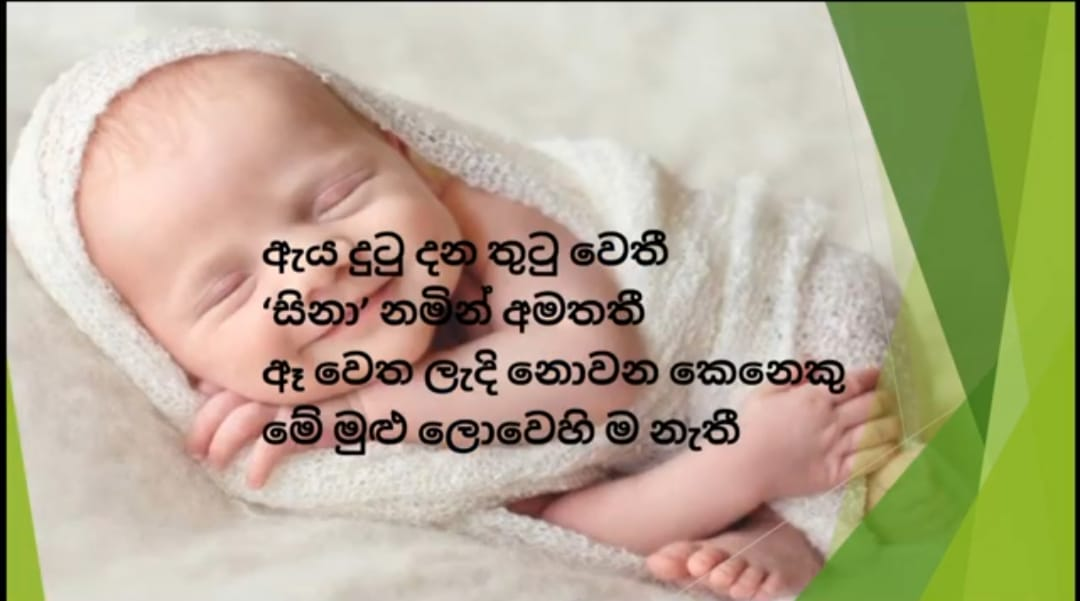 ඇය දුටු දන තුටු වෙතී
‘සිනා’ නමින් අමතතී
ඈ වෙත ලැදි නොවන කෙනෙකු
මේ මුළු ලොවෙහි ම නැතී